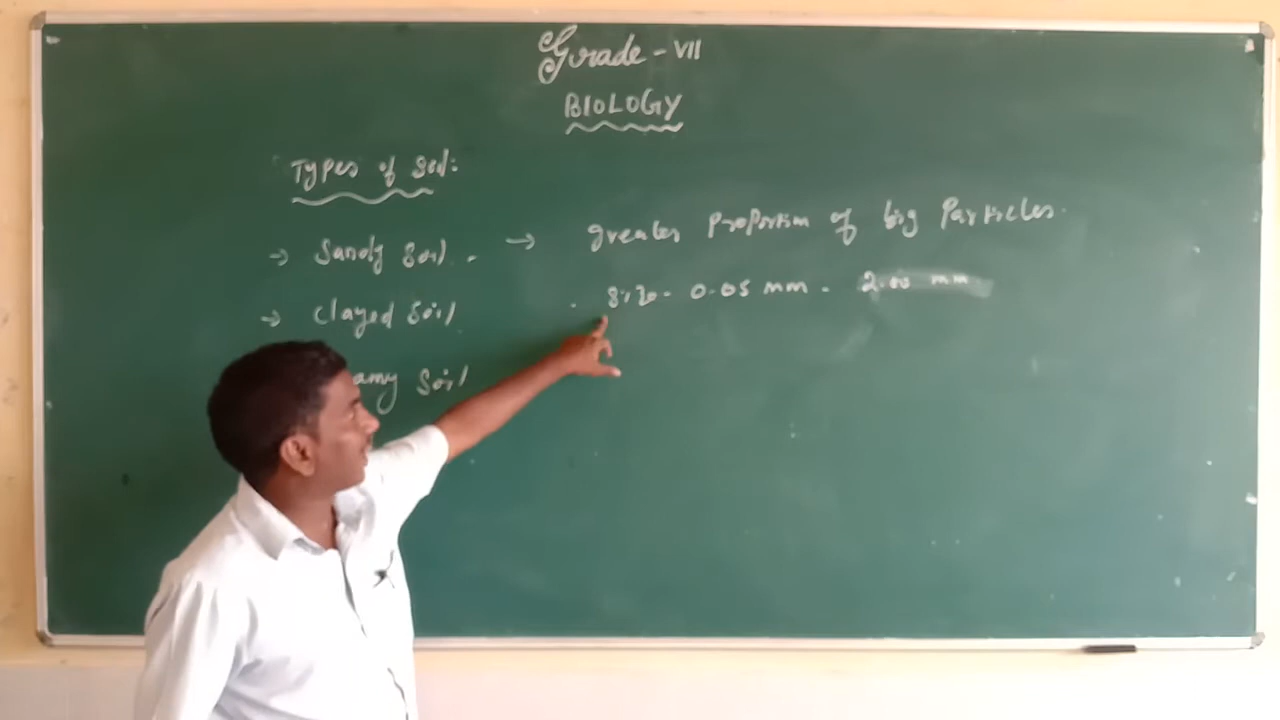 Grade - VII
BIOLOGY
Types of Soil:
→ Sandy Soil. → greater Proportion of big Particles.
→ Clayed Soil . Size - 0.05 mm - 2.00 mm
amy Soil